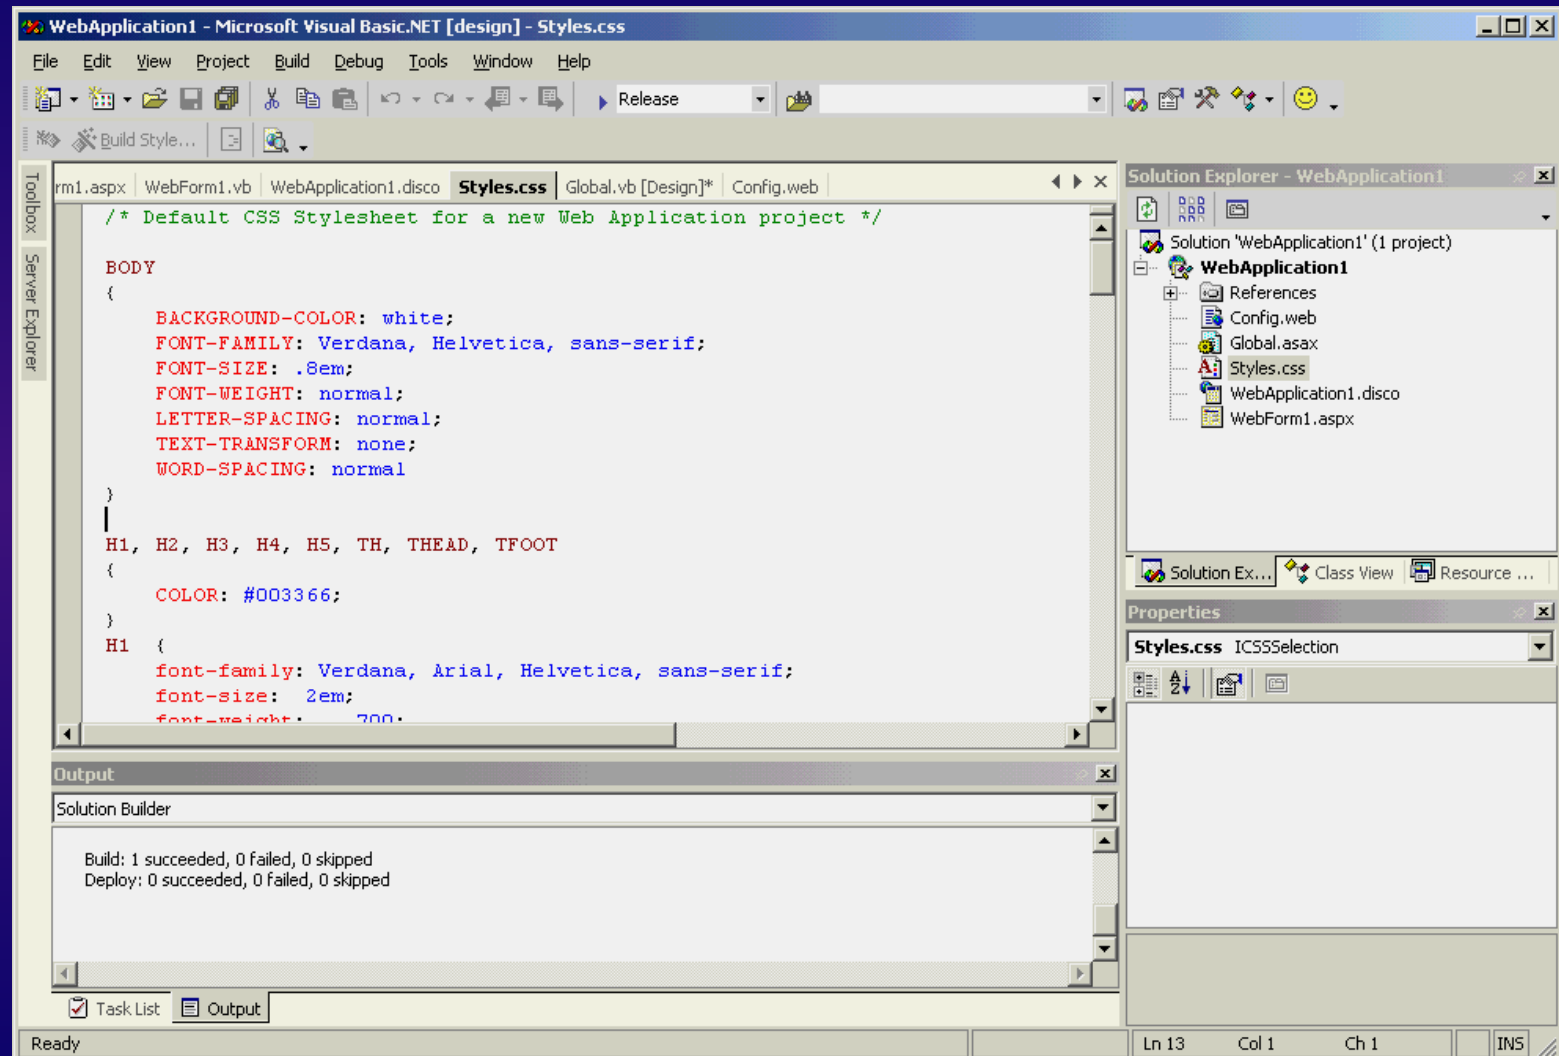 WebApplication1 - Microsoft Visual Basic.NET [design] - Styles.css
File Edit View Project Build Debug Tools Window Help
Release
Build Style...
Toolbox
Server Explorer
rm1.aspx WebForm1.vb WebApplication1.disco Styles.css Global.vb [Design]* Config.web
/* Default CSS Stylesheet for a new Web Application project */
BODY
{
BACKGROUND-COLOR: white;
FONT-FAMILY: Verdana, Helvetica, sans-serif;
FONT-SIZE: .8em;
FONT-WEIGHT: normal;
LETTER-SPACING: normal;
TEXT-TRANSFORM: none;
WORD-SPACING: normal
}
H1, H2, H3, H4, H5, TH, THEAD, TFOOT
{
COLOR: #003366;
}
H1 {
font-family: Verdana, Arial, Helvetica, sans-serif;
font-size: 2em;
font-weight: 700;
Output
Solution Builder
Build: 1 succeeded, 0 failed, 0 skipped
Deploy: 0 succeeded, 0 failed, 0 skipped
Task List Output
Solution Explorer - WebApplication1
Solution 'WebApplication1' (1 project)
WebApplication1
References
Config.web
Global.asax
Styles.css
WebApplication1.disco
WebForm1.aspx
Solution Ex... Class View Resource ...
Properties
Styles.css ICSSSelection
Ready Ln 13 Col 1 Ch 1 INS